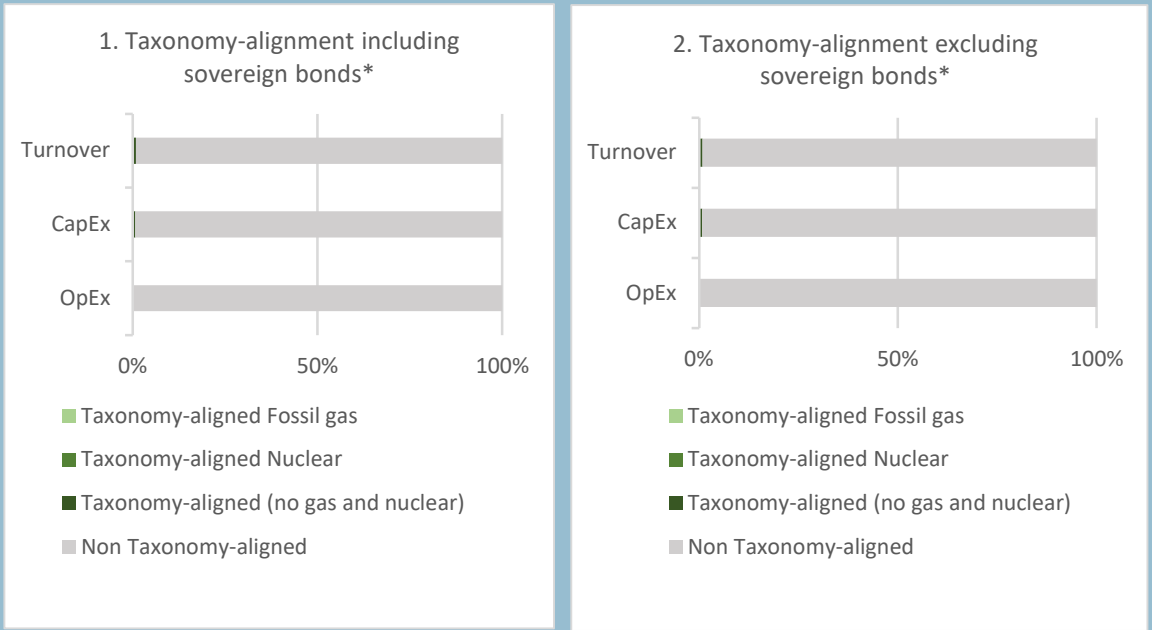 1. Taxonomy-alignment including
sovereign bonds*
Turnover
CapEx
OpEx
0% 50% 100%
Taxonomy-aligned Fossil gas
Taxonomy-aligned Nuclear
Taxonomy-aligned (no gas and nuclear)
Non Taxonomy-aligned
2. Taxonomy-alignment excluding
sovereign bonds*
Turnover
CapEx
OpEx
0% 50% 100%
Taxonomy-aligned Fossil gas
Taxonomy-aligned Nuclear
Taxonomy-aligned (no gas and nuclear)
Non Taxonomy-aligned